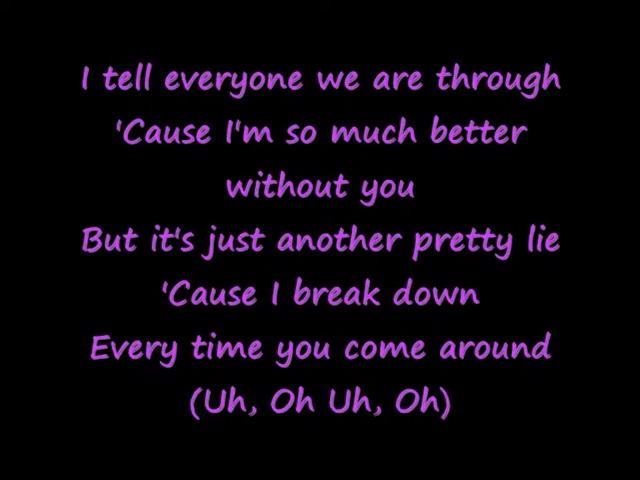 I tell everyone we are through
'Cause I'm so much better
without you
But it's just another pretty lie
'Cause I break down
Every time you come around
(Uh, Oh Uh, Oh)